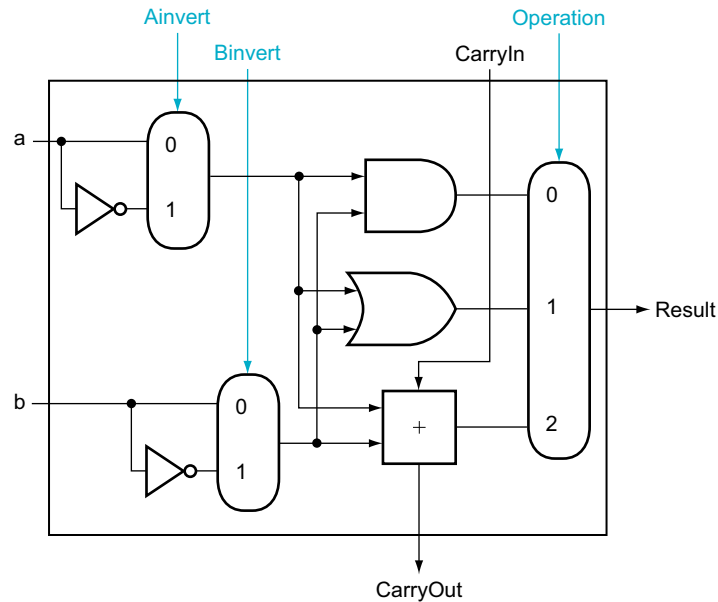 Ainvert
Binvert
Operation
CarryIn
a
0
1
0
1
Result
b
0
1
+
2
CarryOut